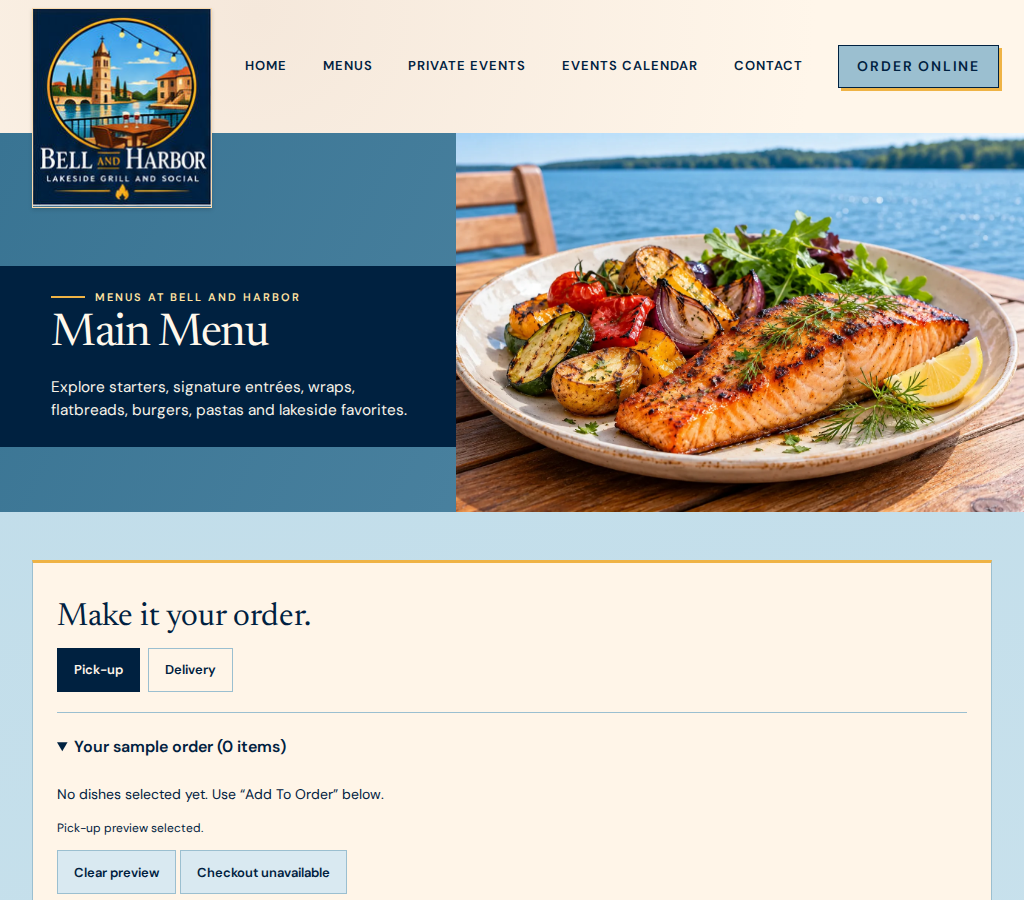 BELL AND HARBOR
LAKESIDE GRILL AND SOCIAL
HOME
MENUS
PRIVATE EVENTS
EVENTS CALENDAR
CONTACT
ORDER ONLINE
MENUS AT BELL AND HARBOR
Main Menu
Explore starters, signature entrées, wraps,
flatbreads, burgers, pastas and lakeside favorites.
Make it your order.
Pick-up
Delivery
Your sample order (0 items)
No dishes selected yet. Use “Add To Order” below.
Pick-up preview selected.
Clear preview
Checkout unavailable